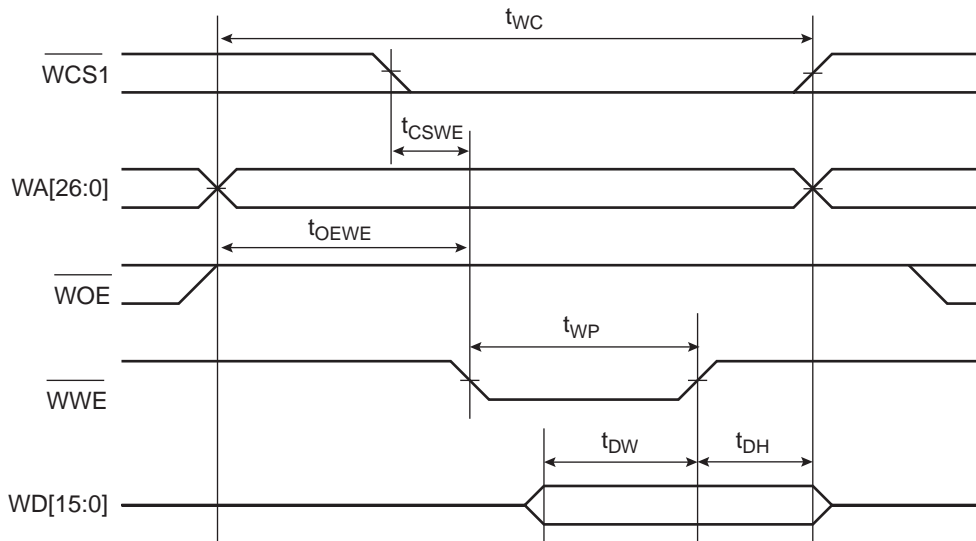 tWC
WCS1
tCSWE
WA[26:0]
tOEWE
WOE
tWP
WWE
tDW
tDH
WD[15:0]